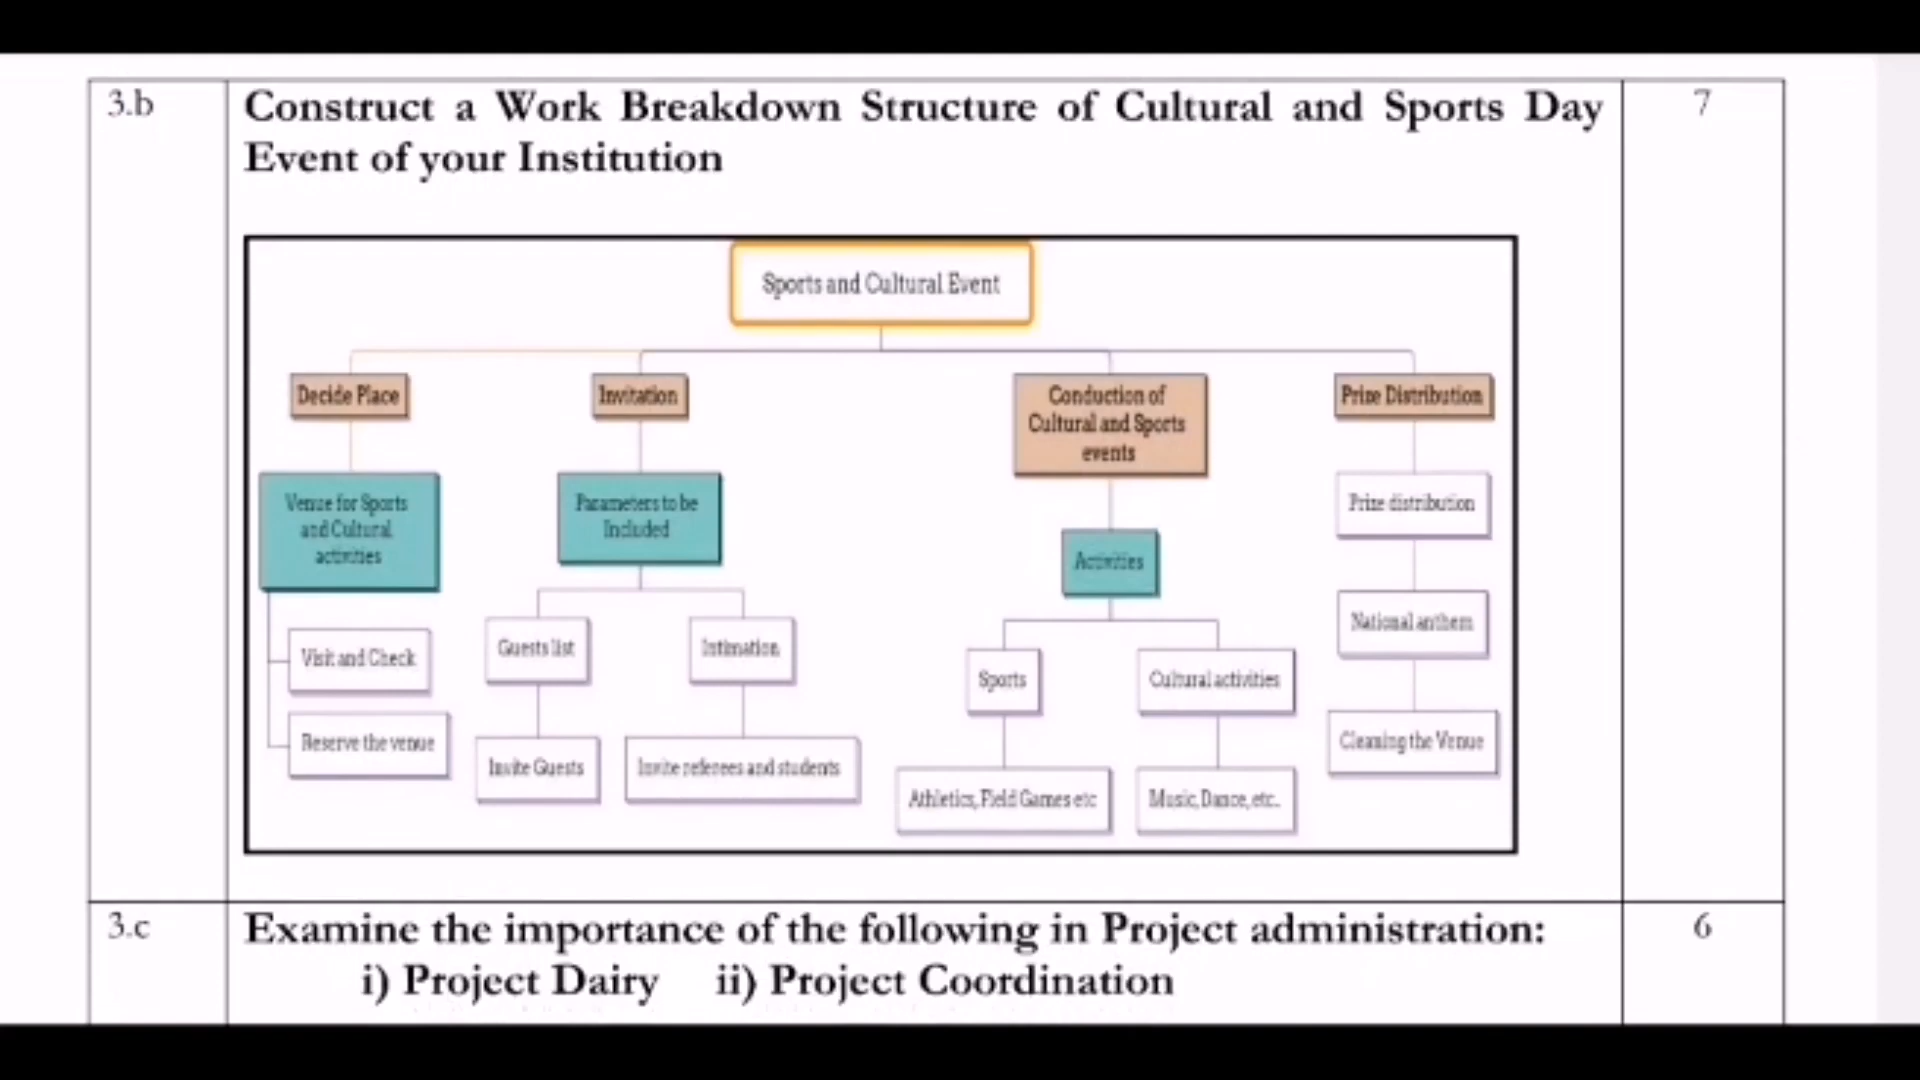 3.b
Construct a Work Breakdown Structure of Cultural and Sports Day
Event of your Institution
7
Sports and Cultural Event
Decide Place
Invitation
Conduction of
Cultural and Sports
events
Prize Distribution
Venue for Sports
and Cultural
activities
Parameters to be
Included
Activities
Prize distribution
Visit and Check
Reserve the venue
Guests list
Intimation
Invite Guests
Invite referees and students
Sports
Cultural activities
Athletics, Field Games etc
Music, Dance, etc..
National anthem
Cleaning the Venue
3.c
Examine the importance of the following in Project administration:
i) Project Dairy ii) Project Coordination
6